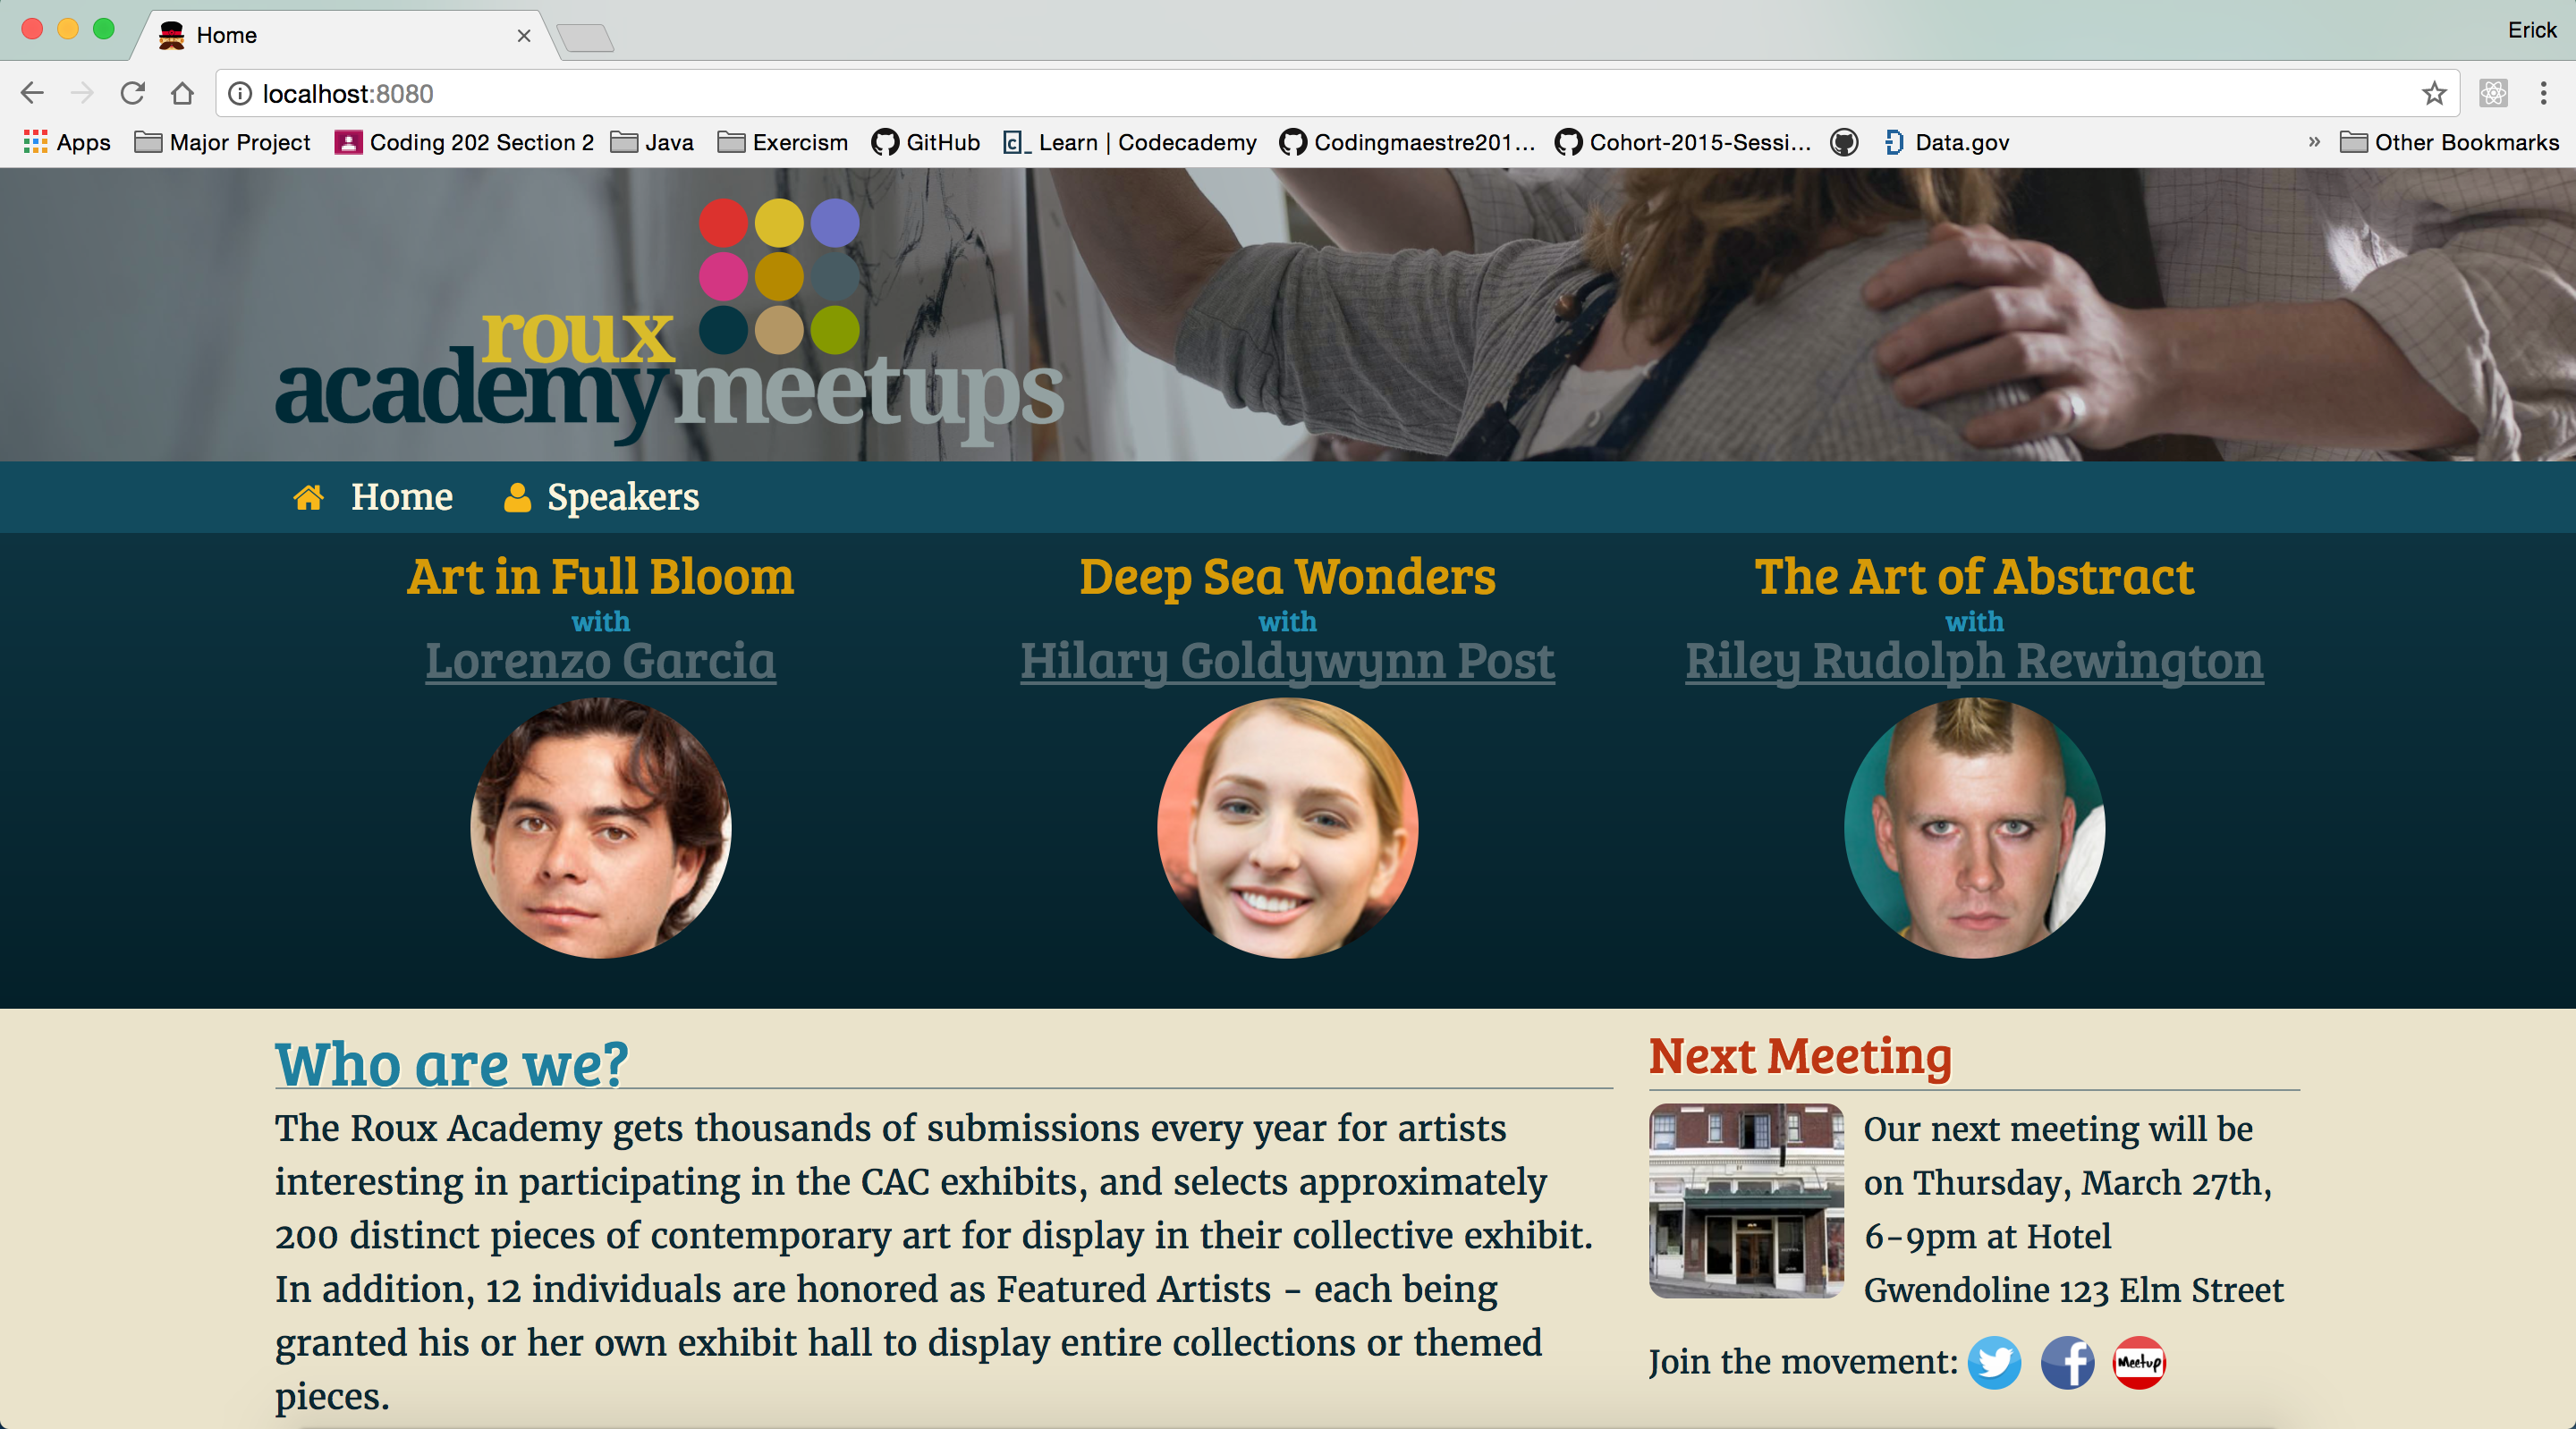 Home
Erick
localhost:8080
Apps Major Project Coding 202 Section 2 Java Exercism GitHub Learn | Codecademy Codingmaestre201... Cohort-2015-Sessi... Data.gov » Other Bookmarks
roux
academy meetups
Home Speakers
Art in Full Bloom
with
Lorenzo Garcia
Deep Sea Wonders
with
Hilary Goldywynn Post
The Art of Abstract
with
Riley Rudolph Rewington
Who are we?
The Roux Academy gets thousands of submissions every year for artists
interesting in participating in the CAC exhibits, and selects approximately
200 distinct pieces of contemporary art for display in their collective exhibit.
In addition, 12 individuals are honored as Featured Artists - each being
granted his or her own exhibit hall to display entire collections or themed
pieces.
Next Meeting
Our next meeting will be
on Thursday, March 27th,
6-9pm at Hotel
Gwendoline 123 Elm Street
Join the movement:
Meetup